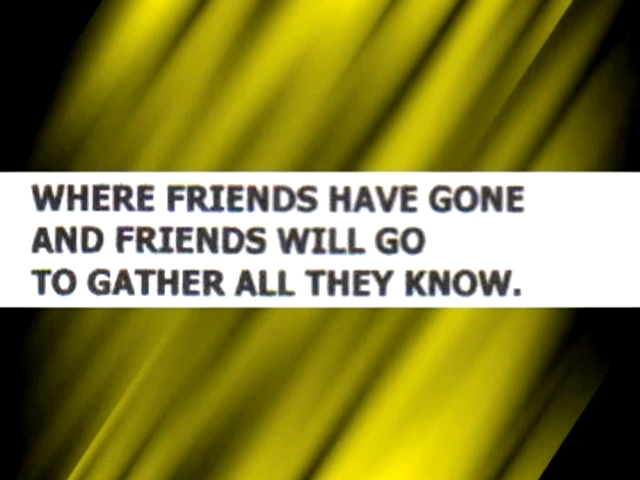 WHERE FRIENDS HAVE GONE
AND FRIENDS WILL GO
TO GATHER ALL THEY KNOW.